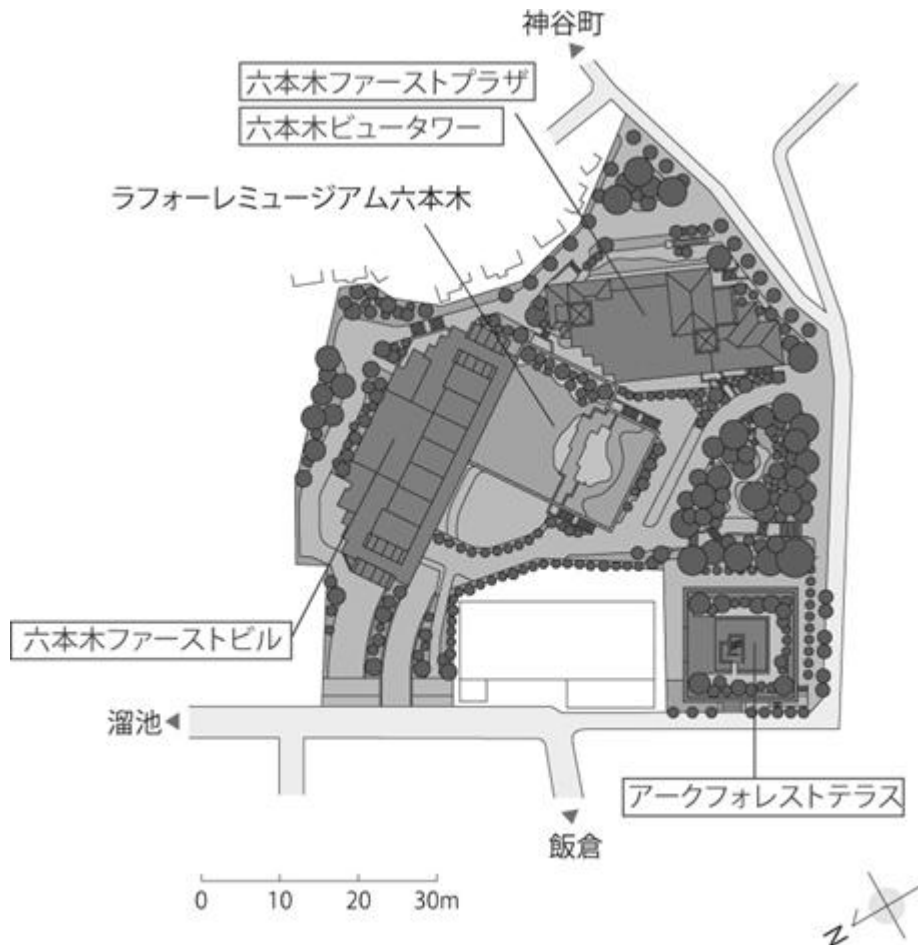 神谷町
六本木ファーストプラザ
六本木ビュータワー
ラフォーレミュージアム六本木
六本木ファーストビル
溜池
アークフォレストテラス
飯倉
0 10 20 30m
N